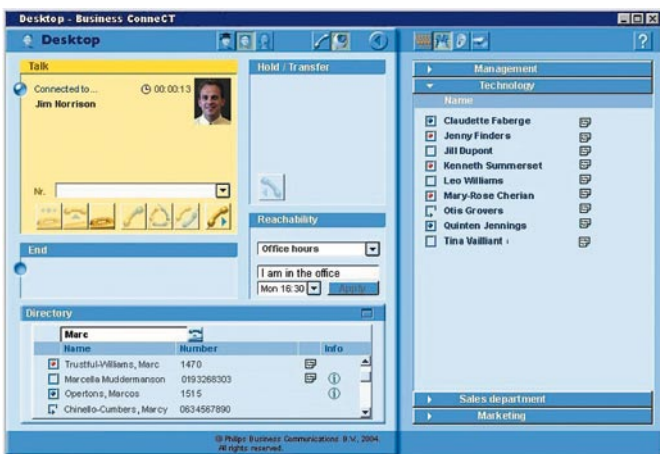 Desktop - Business ConneCT
Desktop
Talk
Connected to...
00:00:13
Jim Norrison
Nr.
Hold / Transfer
End
Reachability
Office hours
I am in the office
Mon 16:30
Apply
Directory
Marc
Name Number Info
Trustful-Williams, Marc 1470
Marcella Muddermanson 0193268303
Opertons, Marcos 1515
Chinello-Cumbers, Marcy 0634567890
© Philips Business Communications B.V., 2004.
All rights reserved.
?
Management
Technology
Name
Claudette Faberge
Jenny Finders
Jill Dupont
Kenneth Summerset
Leo Williams
Mary-Rose Cherian
Otis Grovers
Quinten Jennings
Tina Vailliant
Sales department
Marketing